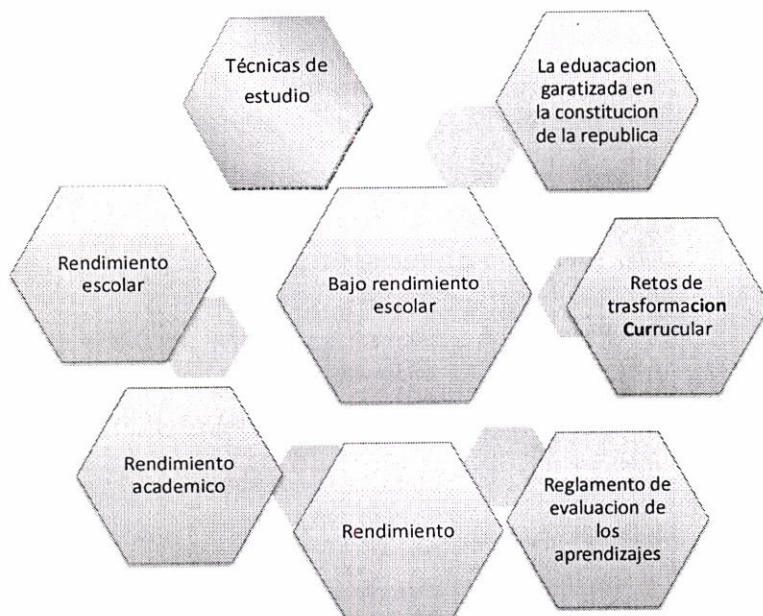 Técnicas de
estudio
La eduacacion
garatizada en
la constitucion
de la republica
Rendimiento
escolar
Bajo rendimiento
escolar
Retos de
trasformacion
Currucular
Rendimiento
academico
Rendimiento
Reglamento de
evaluacion de
los
aprendizajes